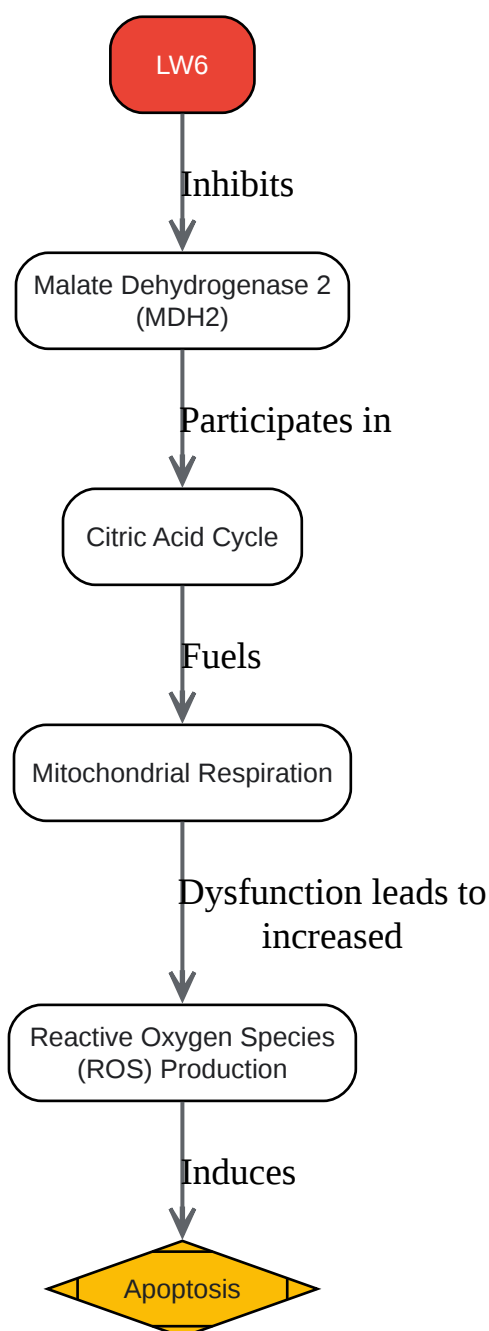 LW6
Inhibits
Malate Dehydrogenase 2
(MDH2)
Participates in
Citric Acid Cycle
Fuels
Mitochondrial Respiration
Dysfunction leads to
increased
Reactive Oxygen Species
(ROS) Production
Induces
Apoptosis